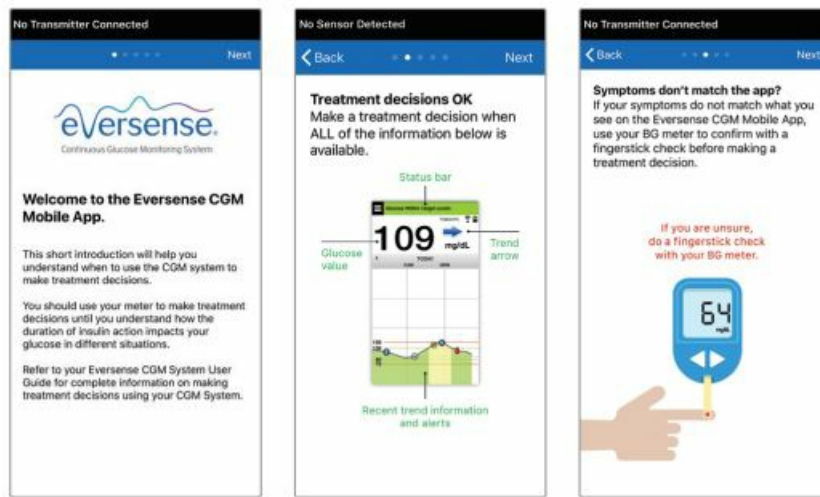 No Transmitter Connected
Next
eversense.
Continuous Glucose Monitoring System
Welcome to the Eversense CGM
Mobile App.
This short introduction will help you
understand when to use the CGM system to
make treatment decisions.
You should use your meter to make treatment
decisions until you understand how the
duration of insulin action impacts your
glucose in different situations.
Refer to your Eversense CGM System User
Guide for complete information on making
treatment decisions using your CGM System.
No Sensor Detected
Back
Next
Treatment decisions OK
Make a treatment decision when
ALL of the information below is
available.
Status bar
109
mg/dL
Glucose
value
Trend
arrow
TODAY
Recent trend information
and alerts
No Transmitter Connected
Back
Next
Symptoms don't match the app?
If your symptoms do not match what you
see on the Eversense CGM Mobile App,
use your BG meter to confirm with a
fingerstick check before making a
treatment decision.
If you are unsure,
do a fingerstick check
with your BG meter.
64
mg/dL